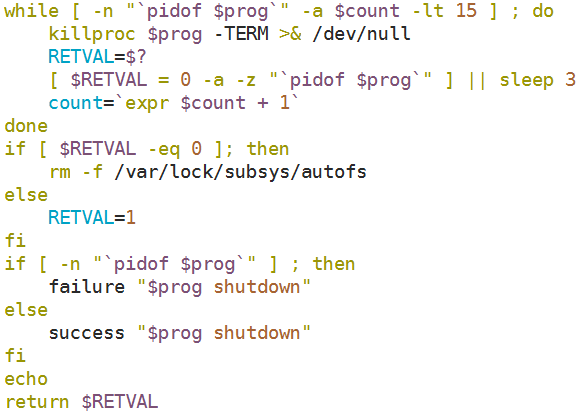 while [ -n "`pidof $prog`" -a $count -lt 15 ] ; do
    killproc $prog -TERM >& /dev/null
    RETVAL=$?
    [ $RETVAL = 0 -a -z "`pidof $prog`" ] || sleep 3
    count=`expr $count + 1`
done
if [ $RETVAL -eq 0 ]; then
    rm -f /var/lock/subsys/autofs
else
    RETVAL=1
fi
if [ -n "`pidof $prog`" ] ; then
    failure "$prog shutdown"
else
    success "$prog shutdown"
fi
echo
return $RETVAL